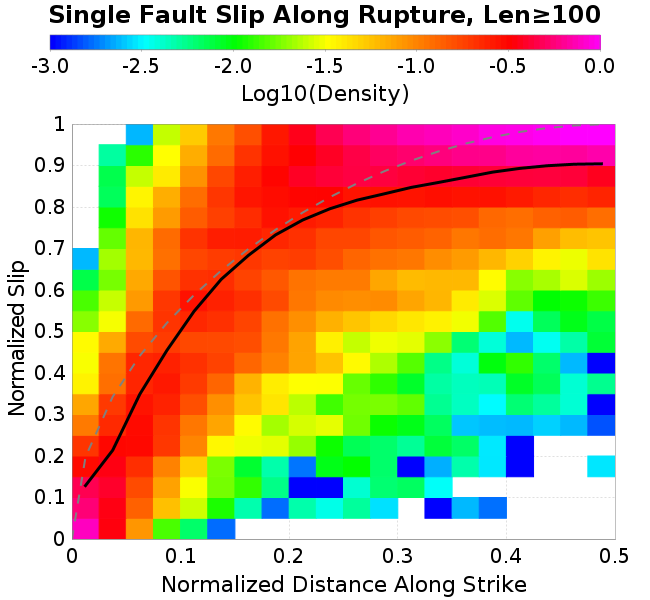 Single Fault Slip Along Rupture, Len≥100
-3.0 -2.5 -2.0 -1.5 -1.0 -0.5 0.0
Log10(Density)
1
0.9
0.8
0.7
0.6
0.5
0.4
0.3
0.2
0.1
0
Normalized Slip
0 0.1 0.2 0.3 0.4 0.5
Normalized Distance Along Strike